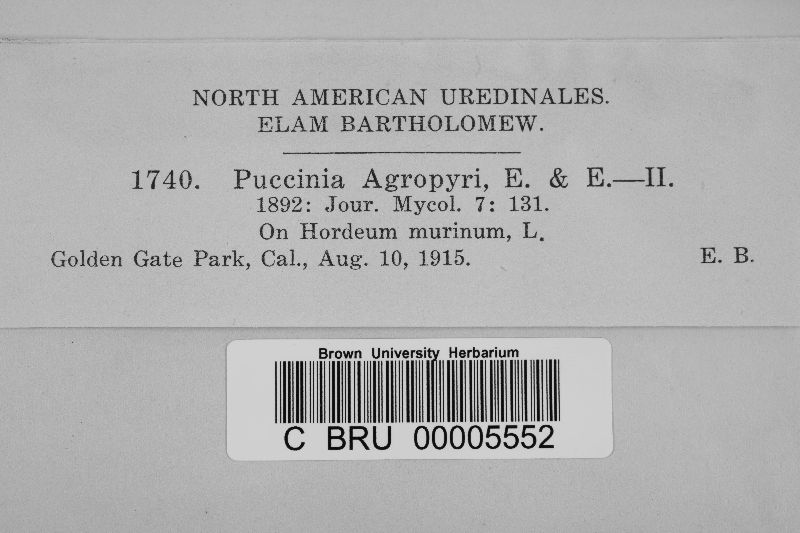 NORTH AMERICAN UREDINALES.
ELAM BARTHOLOMEW.
1740. Puccinia Agropyri, E. & E.—II.
1892: Jour. Mycol. 7: 131.
On Hordeum murinum, L.
Golden Gate Park, Cal., Aug. 10, 1915. E. B.
Brown University Herbarium
C BRU 00005552